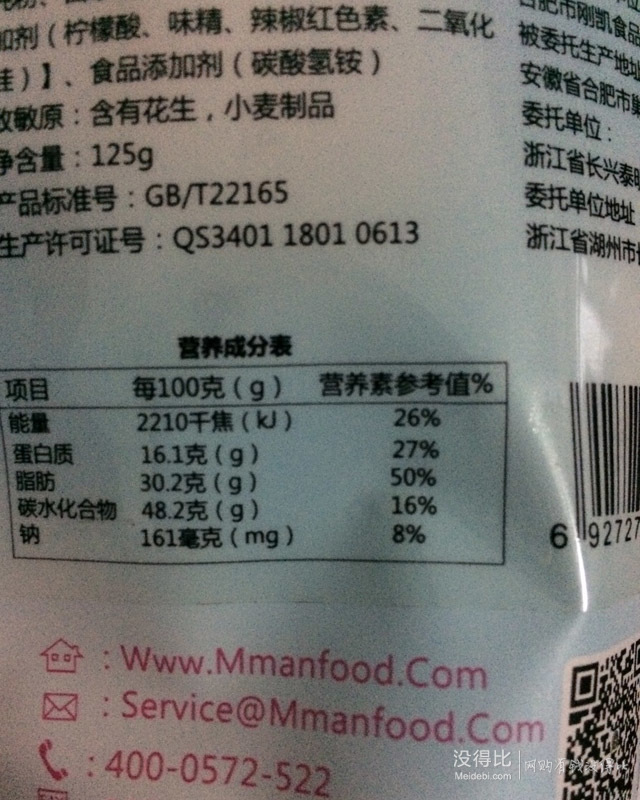 加剂（柠檬酸、味精、辣椒红色素、二氧化
硅）】、食品添加剂（碳酸氢铵）
致敏原：含有花生，小麦制品
净含量：125g
产品标准号：GB/T22165
生产许可证号：QS3401 1801 0613
合肥市刚凯食品
被委托生产地址
安徽省合肥市巢
委托单位：
浙江省长兴泰
委托单位地址
浙江省湖州市
营养成分表
项目 每100克（g） 营养素参考值%
能量 2210千焦（kJ） 26%
蛋白质 16.1克（g） 27%
脂肪 30.2克（g） 50%
碳水化合物 48.2克（g） 16%
钠 161毫克（mg） 8%
6 92727
：Www.Mmanfood.Com
：Service@Mmanfood.Com
：400-0572-522
没得比
Meidebi.com